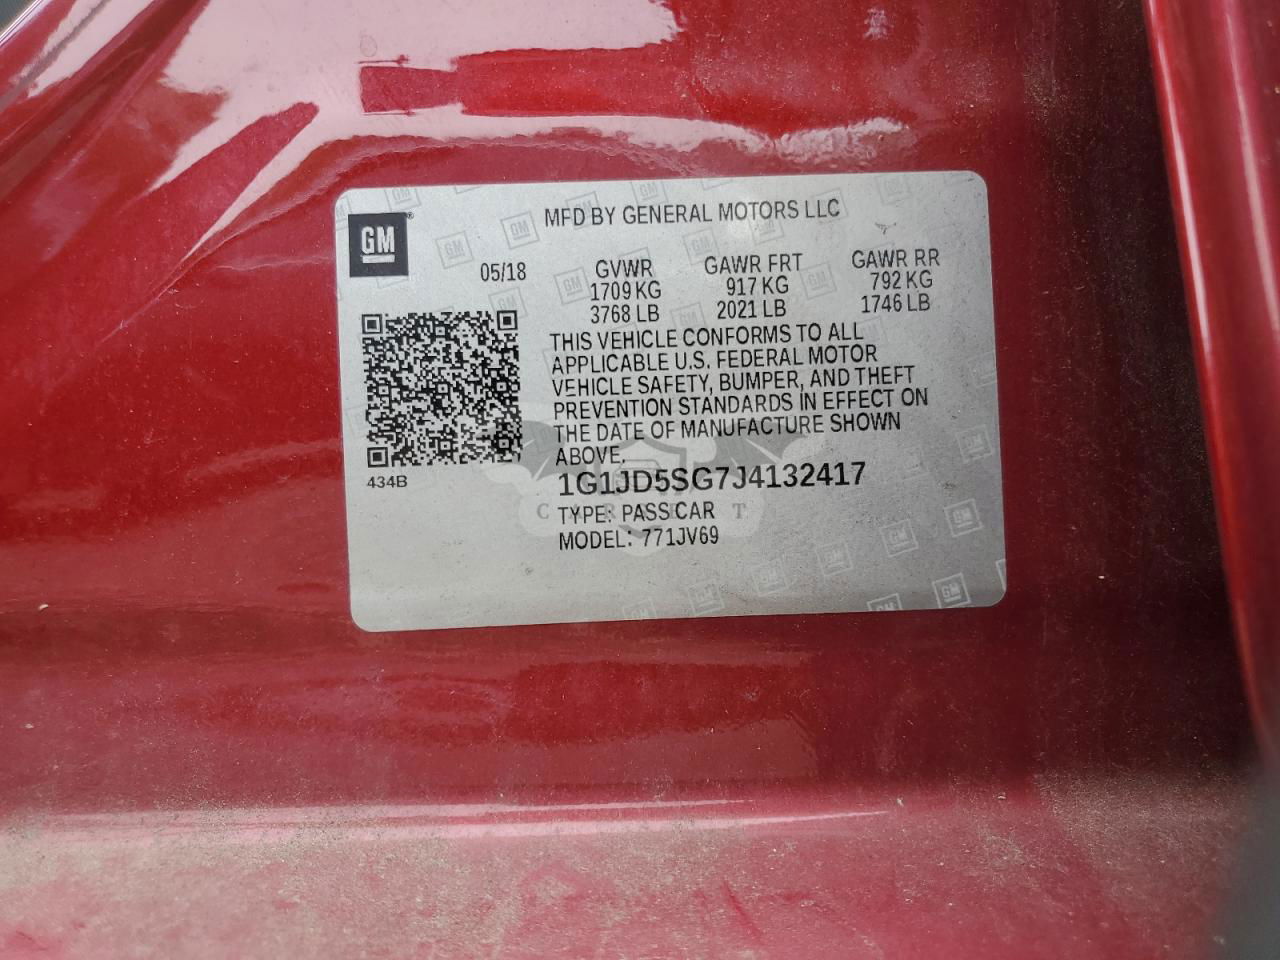 GM
MFD BY GENERAL MOTORS LLC
05/18
GVWR GAWR FRT GAWR RR
1709 KG 917 KG 792 KG
3768 LB 2021 LB 1746 LB
THIS VEHICLE CONFORMS TO ALL
APPLICABLE U.S. FEDERAL MOTOR
VEHICLE SAFETY, BUMPER, AND THEFT
PREVENTION STANDARDS IN EFFECT ON
THE DATE OF MANUFACTURE SHOWN
ABOVE.
434B
1G1JD5SG7J4132417
TYPE: PASS CAR
MODEL: 771JV69